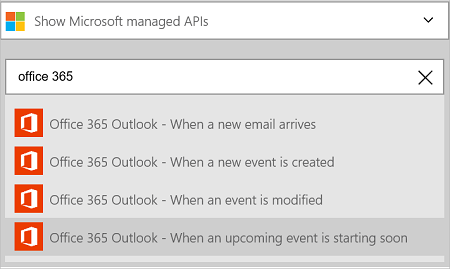 Show Microsoft managed APIs
office 365
Office 365 Outlook - When a new email arrives
Office 365 Outlook - When a new event is created
Office 365 Outlook - When an event is modified
Office 365 Outlook - When an upcoming event is starting soon